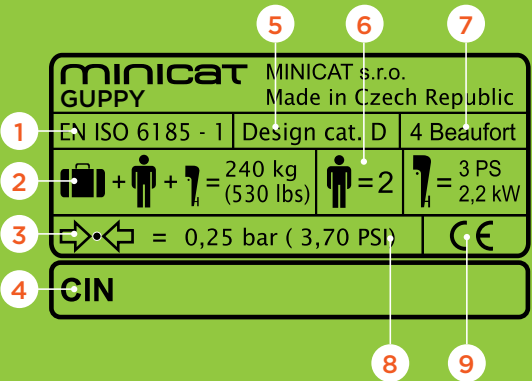 5 6 7
minicat MINICAT s.r.o.
GUPPY Made in Czech Republic
1 EN ISO 6185 - 1 Design cat. D 4 Beaufort
2 + + = 240 kg (530 lbs) = 2 = 3 PS 2,2 kW
3 = 0,25 bar ( 3,70 PSI) CE
4 CIN
8 9